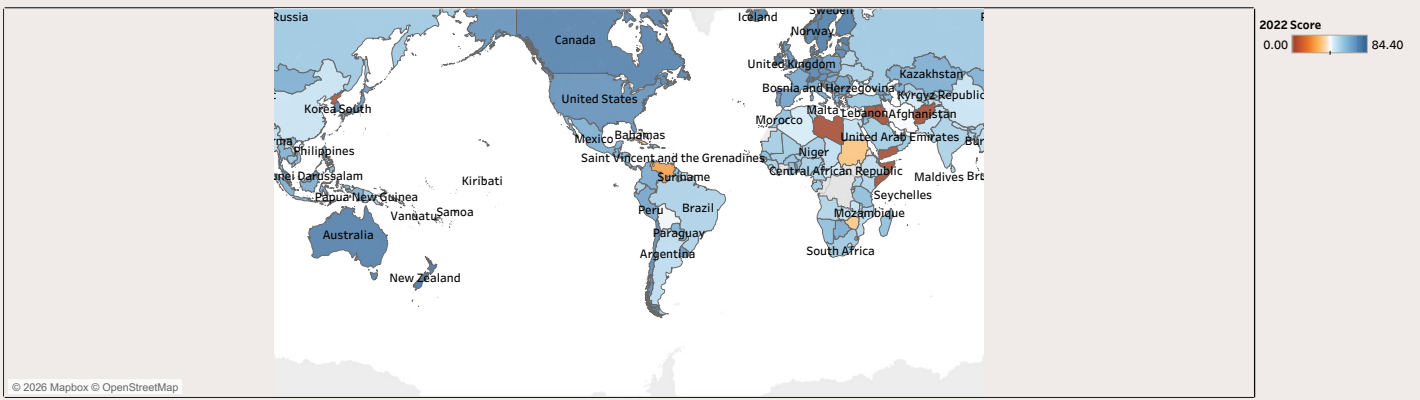 Russia
Iceland
Sweden
Norway
Canada
United Kingdom
Kazakhstan
Bosnia and Herzegovina
Kyrgyz Republic
United States
Korea South
Malta
Lebanon
Afghanistan
Morocco
Mexico
Bahamas
United Arab Emirates
Philippines
Niger
Saint Vincent and the Grenadines
Central African Republic
Suriname
Maldives
nei Darussalam
Kiribati
Papua New Guinea
Seychelles
Vanuatu
Samoa
Peru
Brazil
Mozambique
Australia
Paraguay
Argentina
South Africa
New Zealand
© 2026 Mapbox © OpenStreetMap
2022 Score
0.00
84.40